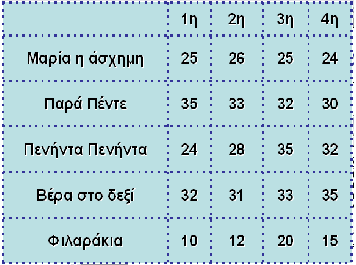 1η 2η 3η 4η
Μαρία η άσχημη 25 26 25 24
Παρά Πέντε 35 33 32 30
Πενήντα Πενήντα 24 28 35 32
Βέρα στο δεξί 32 31 33 35
Φιλαράκια 10 12 20 15